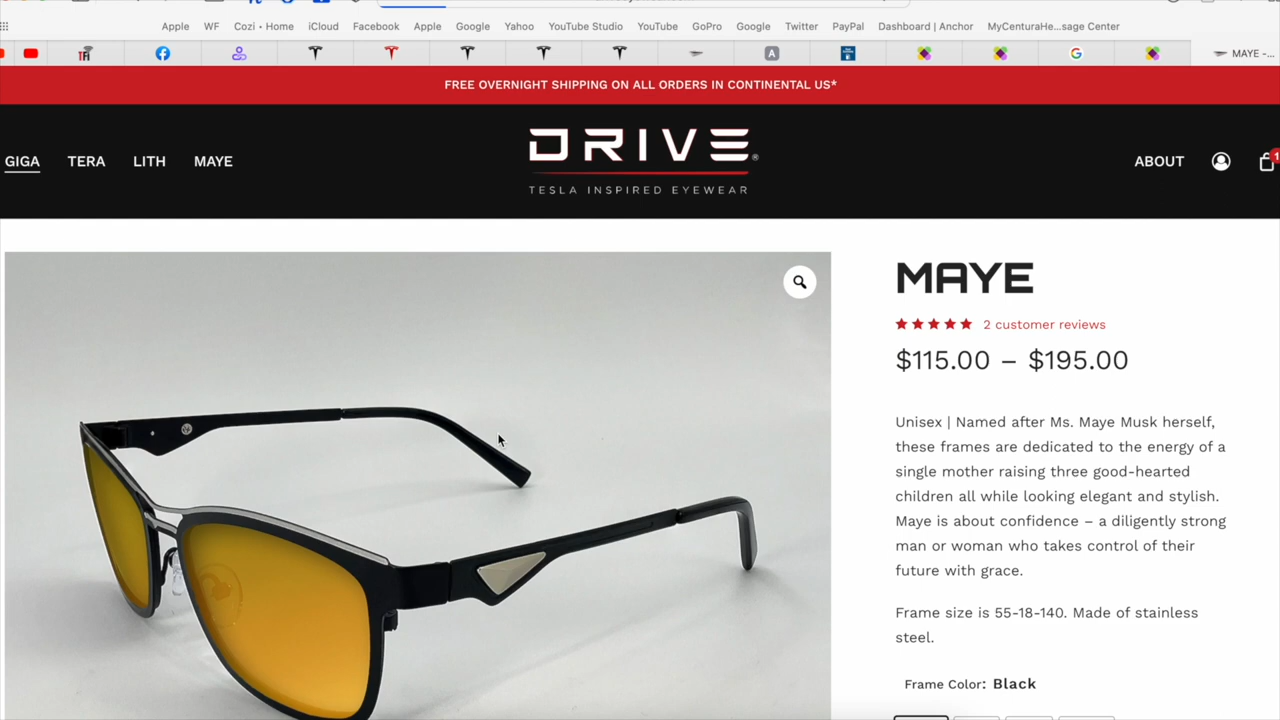 Apple WF Cozi • Home iCloud Facebook Apple Google Yahoo YouTube Studio YouTube GoPro Google Twitter PayPal Dashboard | Anchor MyCenturaHe...sage Center
A G MAYE -...
FREE OVERNIGHT SHIPPING ON ALL ORDERS IN CONTINENTAL US*
GIGA TERA LITH MAYE
DRIVE®
TESLA INSPIRED EYEWEAR
ABOUT
1
MAYE
2 customer reviews
$115.00 – $195.00
Unisex | Named after Ms. Maye Musk herself,
these frames are dedicated to the energy of a
single mother raising three good-hearted
children all while looking elegant and stylish.
Maye is about confidence – a diligently strong
man or woman who takes control of their
future with grace.
Frame size is 55-18-140. Made of stainless
steel.
Frame Color: Black